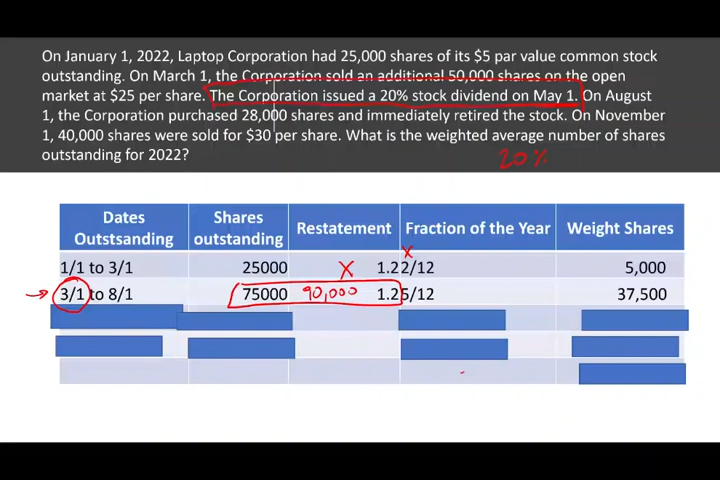 On January 1, 2022, Laptop Corporation had 25,000 shares of its $5 par value common stock
outstanding. On March 1, the Corporation sold an additional 50,000 shares on the open
market at $25 per share. The Corporation issued a 20% stock dividend on May 1. On August
1, the Corporation purchased 28,000 shares and immediately retired the stock. On November
1, 40,000 shares were sold for $30 per share. What is the weighted average number of shares
outstanding for 2022?
20%
Dates Outstsanding Shares outstanding Restatement Fraction of the Year Weight Shares
1/1 to 3/1 25000 X 1.2 x 2/12 5,000
3/1 to 8/1 75000 90,000 1.2 5/12 37,500